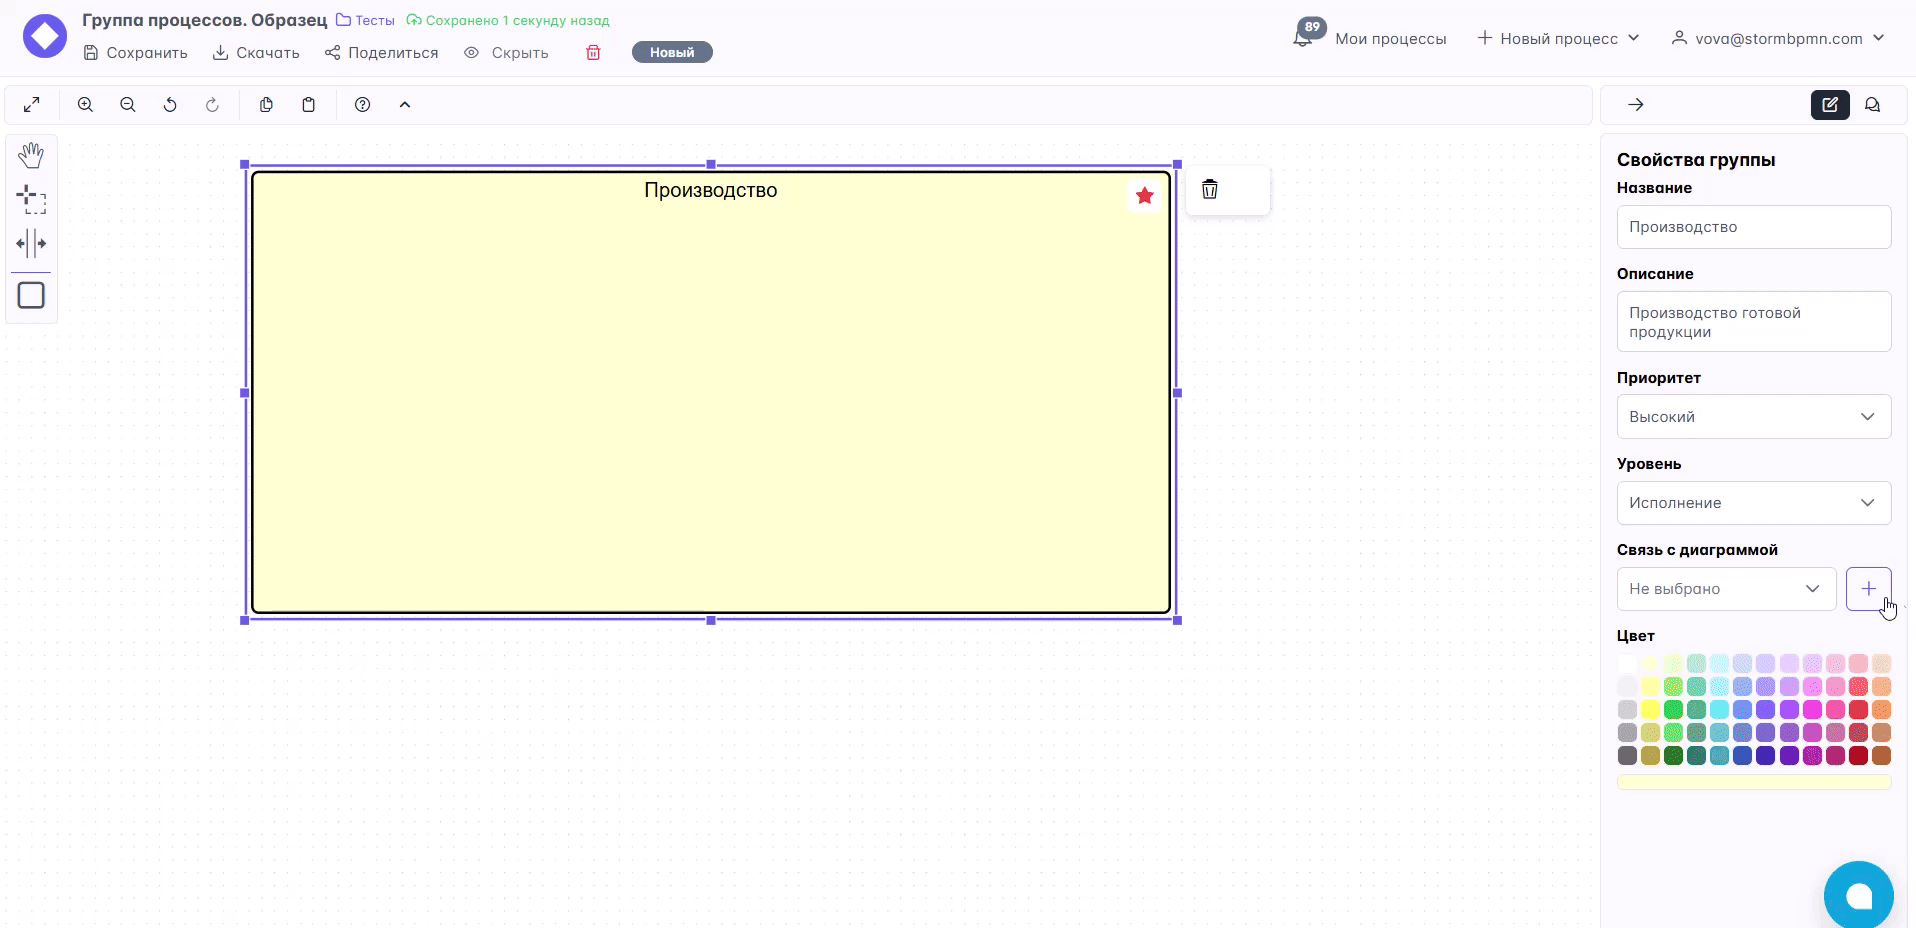 Группа процессов. Образец Тесты Сохранено 1 секунду назад
Сохранить Скачать Поделиться Скрыть Новый
89
Мои процессы Новый процесс vova@stormbpmn.com
Производство
Свойства группы
Название
Производство
Описание
Производство готовой
продукции
Приоритет
Высокий
Уровень
Исполнение
Связь с диаграммой
Не выбрано
Цвет